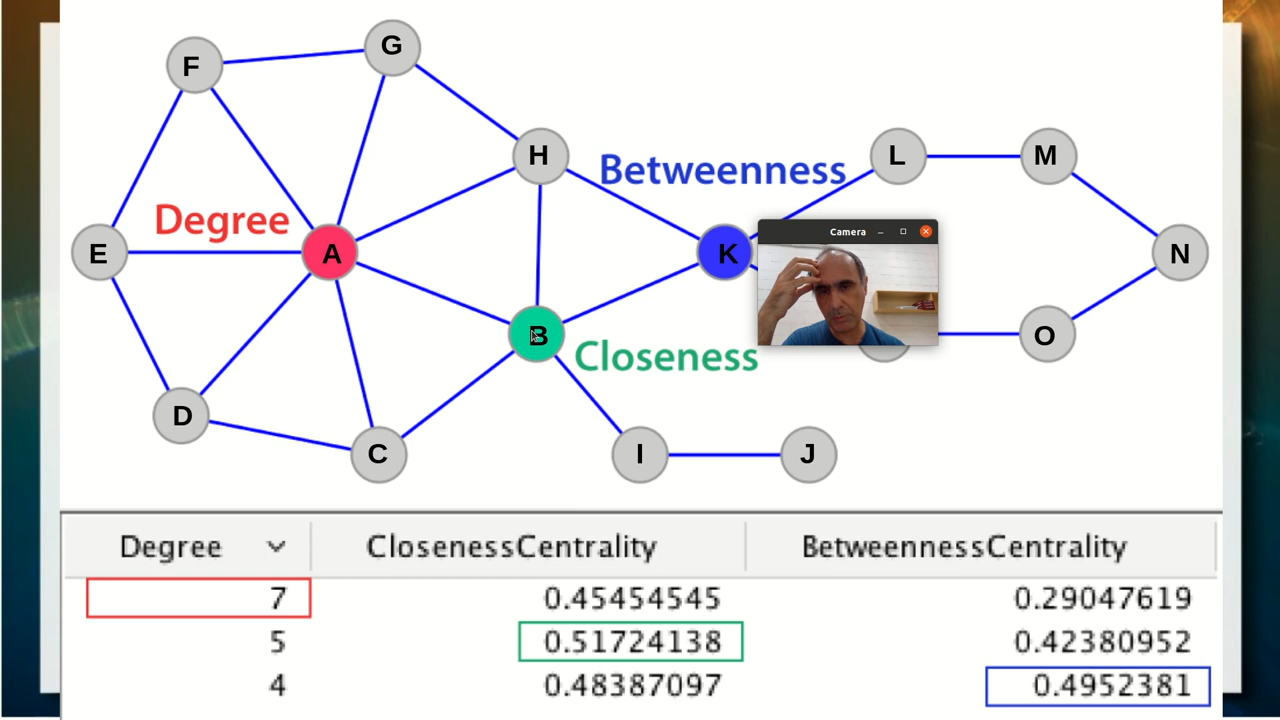 G
F
H
Betweenness
L
M
Degree
Camera
E
A
K
N
B
O
Closeness
D
C
I
J
Degree
ClosenessCentrality
BetweennessCentrality
7
0.45454545
0.29047619
5
0.51724138
0.42380952
4
0.48387097
0.4952381